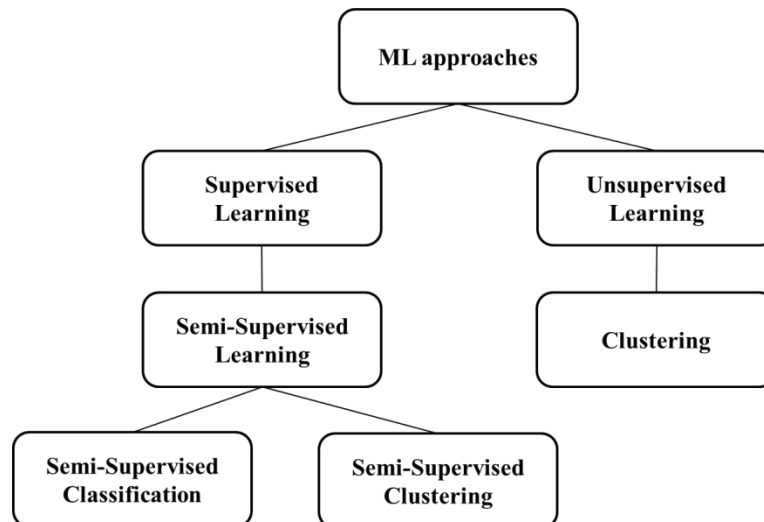 ML approaches
Supervised
Learning
Unsupervised
Learning
Semi-Supervised
Learning
Clustering
Semi-Supervised
Classification
Semi-Supervised
Clustering